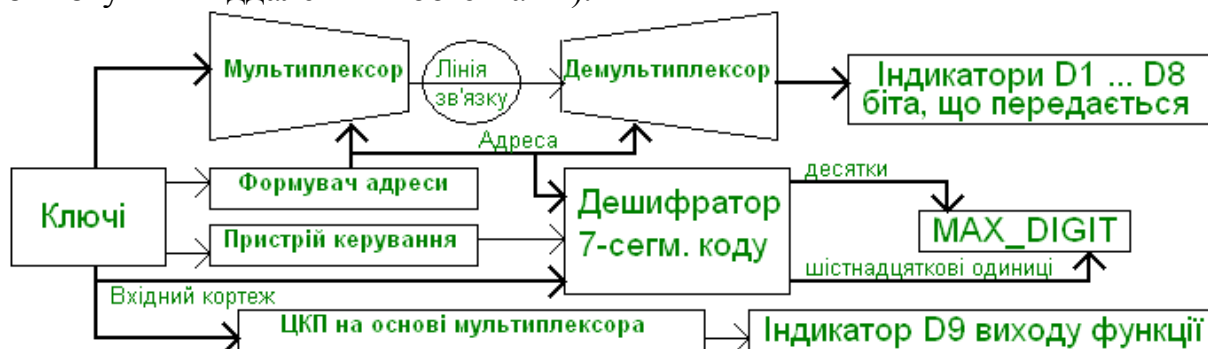 Мультиплексор
Лінія
зв'язку
Демультиплексор
Індикатори D1 ... D8
біта, що передається
Адреса
Ключі
Формувач адреси
Пристрій керування
Дешифратор
7-сегм. коду
десятки
MAX_DIGIT
шістнадцяткові одиниці
Вхідний кортеж
ЦКП на основі мультиплексора
Індикатор D9 виходу функції